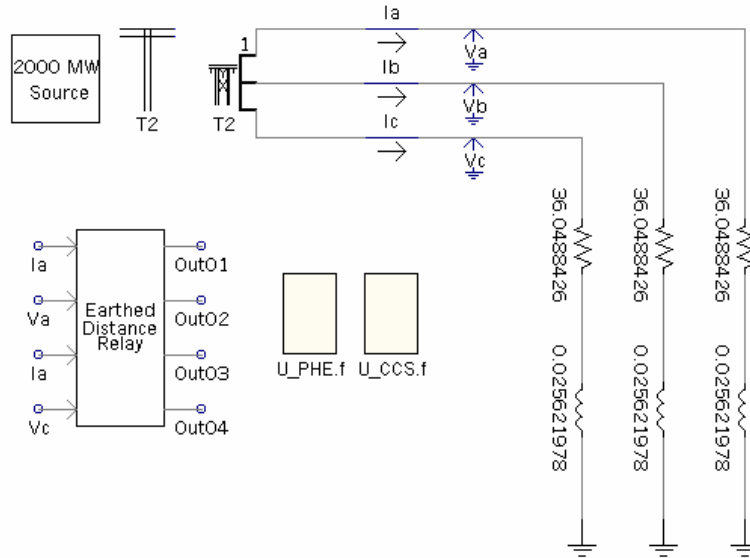 Ia
1
2000 MW
Source
Va
Ib
T2
T2
Vb
Ic
Vc
36.0488426
36.0488426
36.0488426
Ia
Out01
Va
Out02
Earthed
Distance
Relay
Ia
Out03
Vc
Out04
U_PHE.f
U_CCS.f
0.025621978
0.025621978
0.025621978